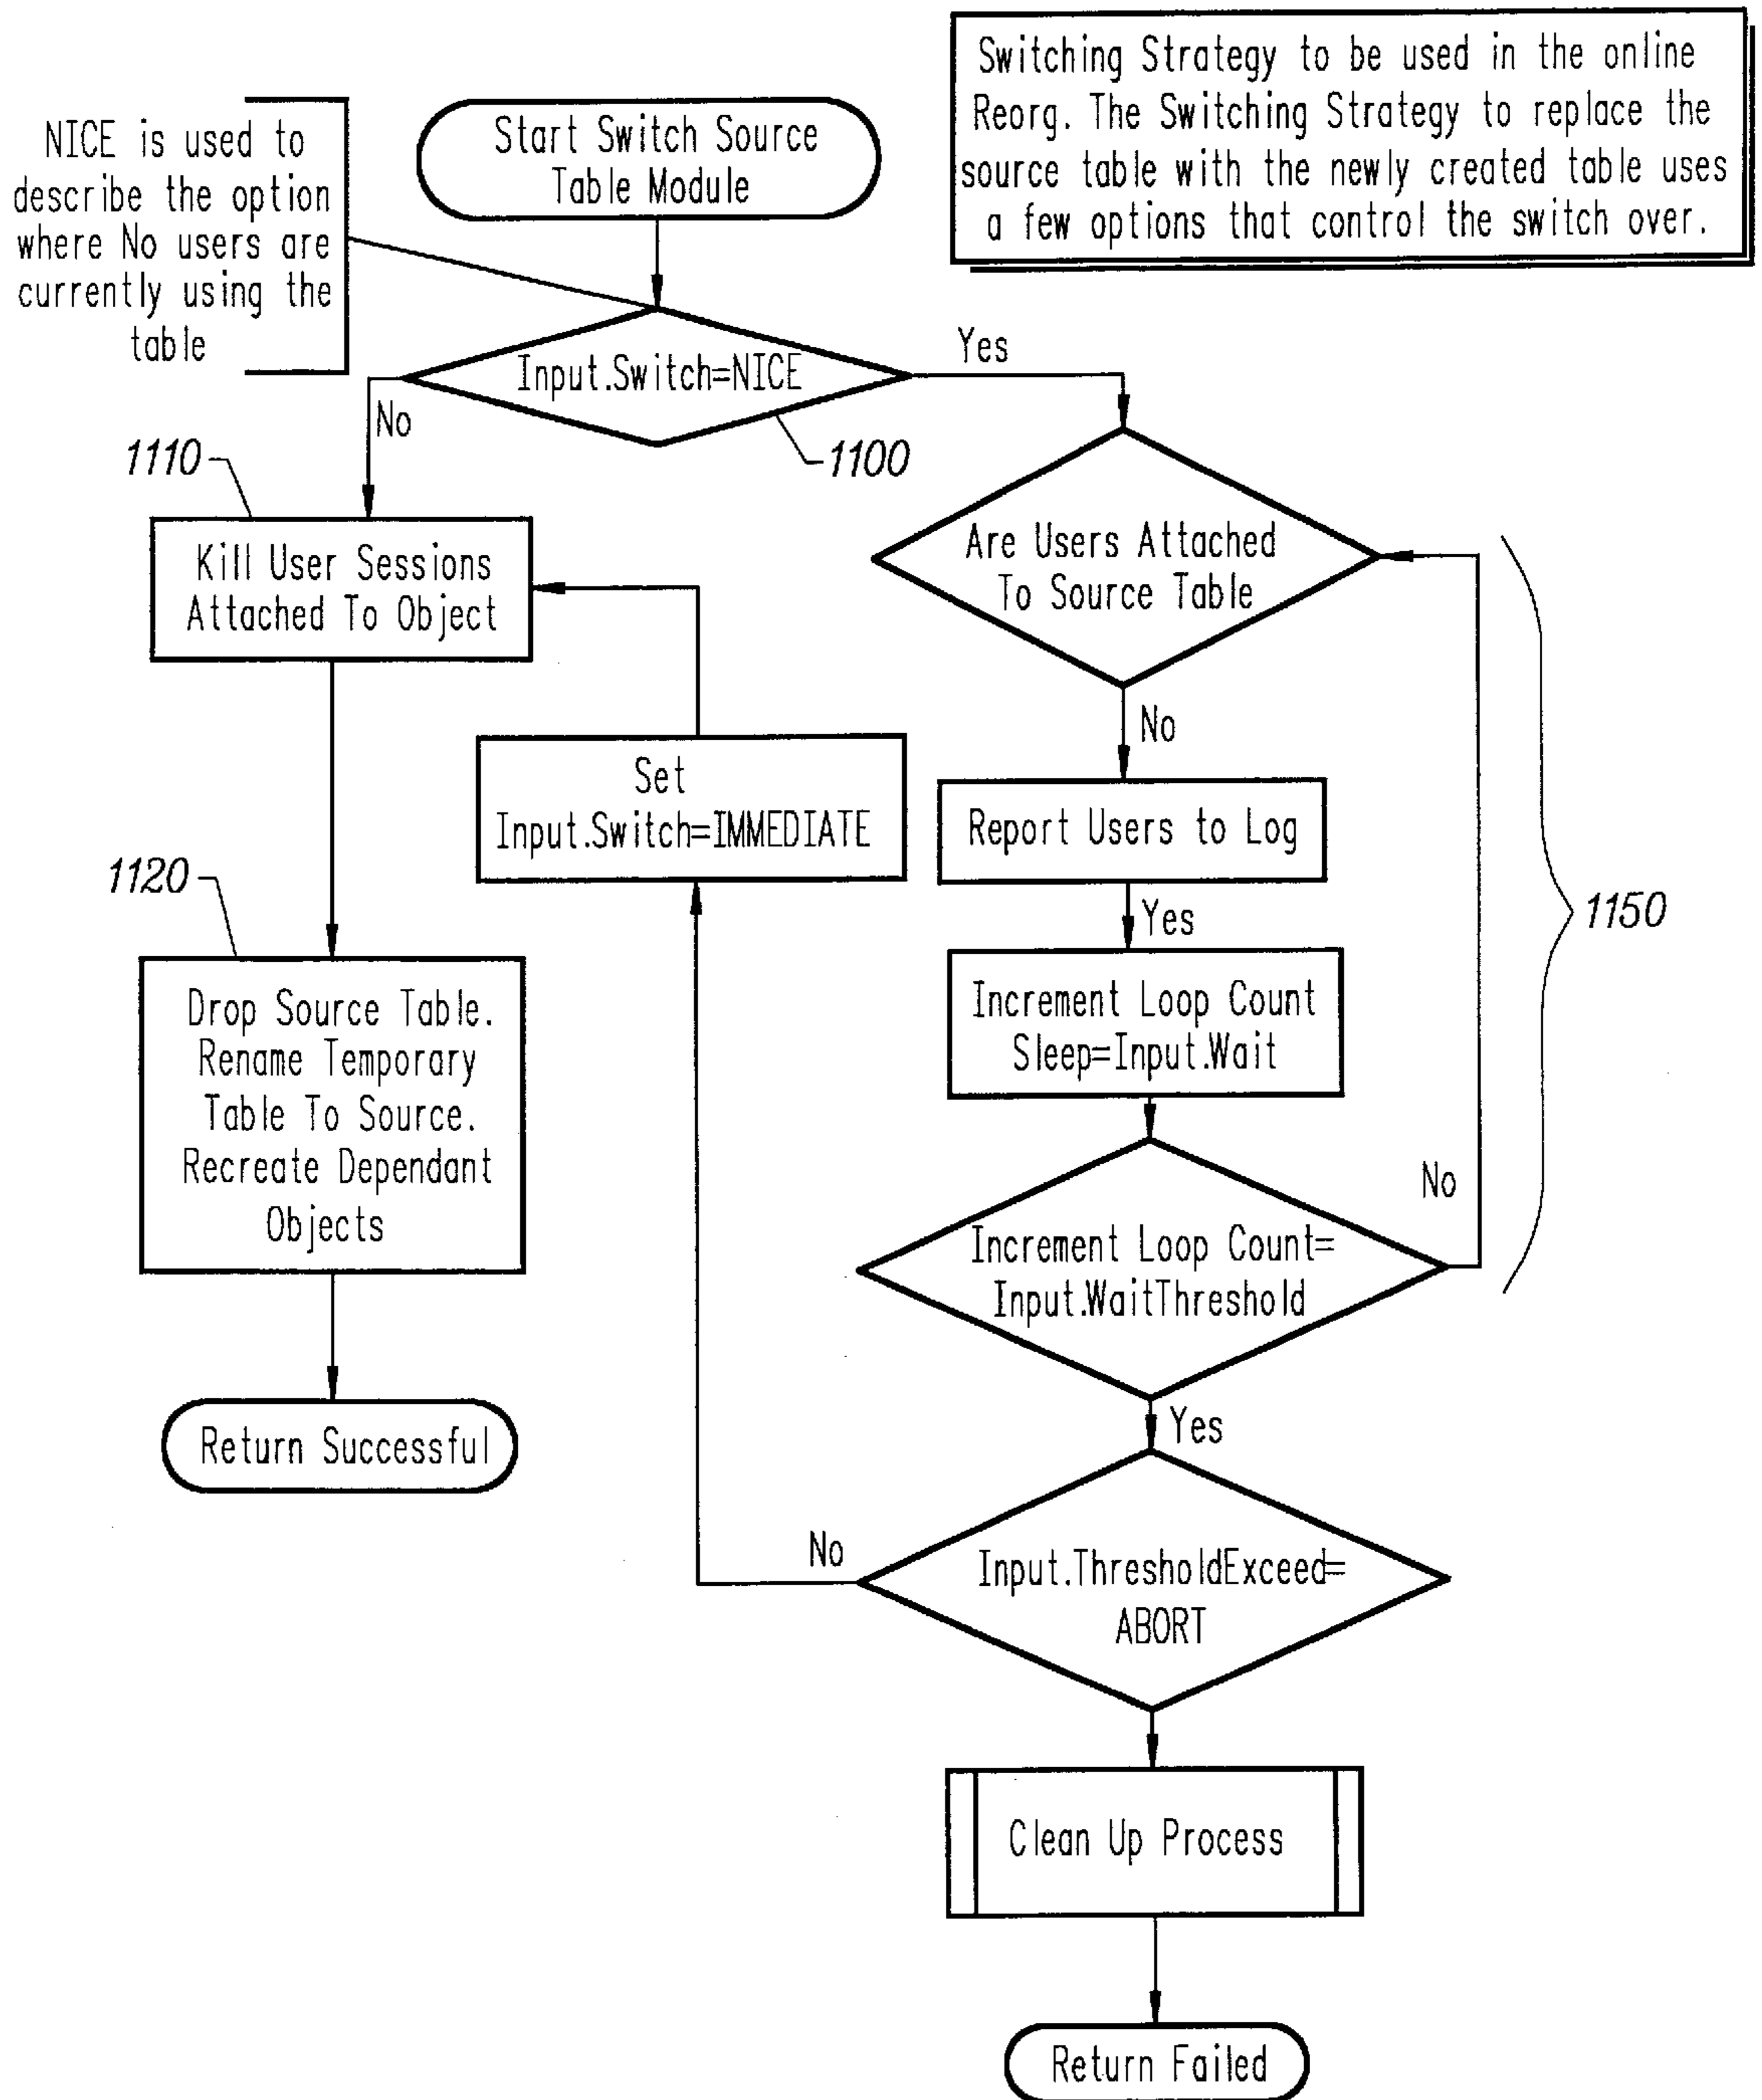 Switching Strategy to be used in the online
Reorg. The Switching Strategy to replace the
source table with the newly created table uses
a few options that control the switch over.
NICE is used to
describe the option
where No users are
currently using the
table
Start Switch Source
Table Module
Input.Switch=NICE
Yes
No
1100
1110
Kill User Sessions
Attached To Object
Are Users Attached
To Source Table
No
Set
Input.Switch=IMMEDIATE
Report Users to Log
1120
Yes
1150
Drop Source Table.
Rename Temporary
Table To Source.
Recreate Dependant
Objects
Increment Loop Count
Sleep=Input.Wait
No
Increment Loop Count=
Input.WaitThreshold
Return Successful
Yes
No
Input.ThresholdExceed=
ABORT
Clean Up Process
Return Failed